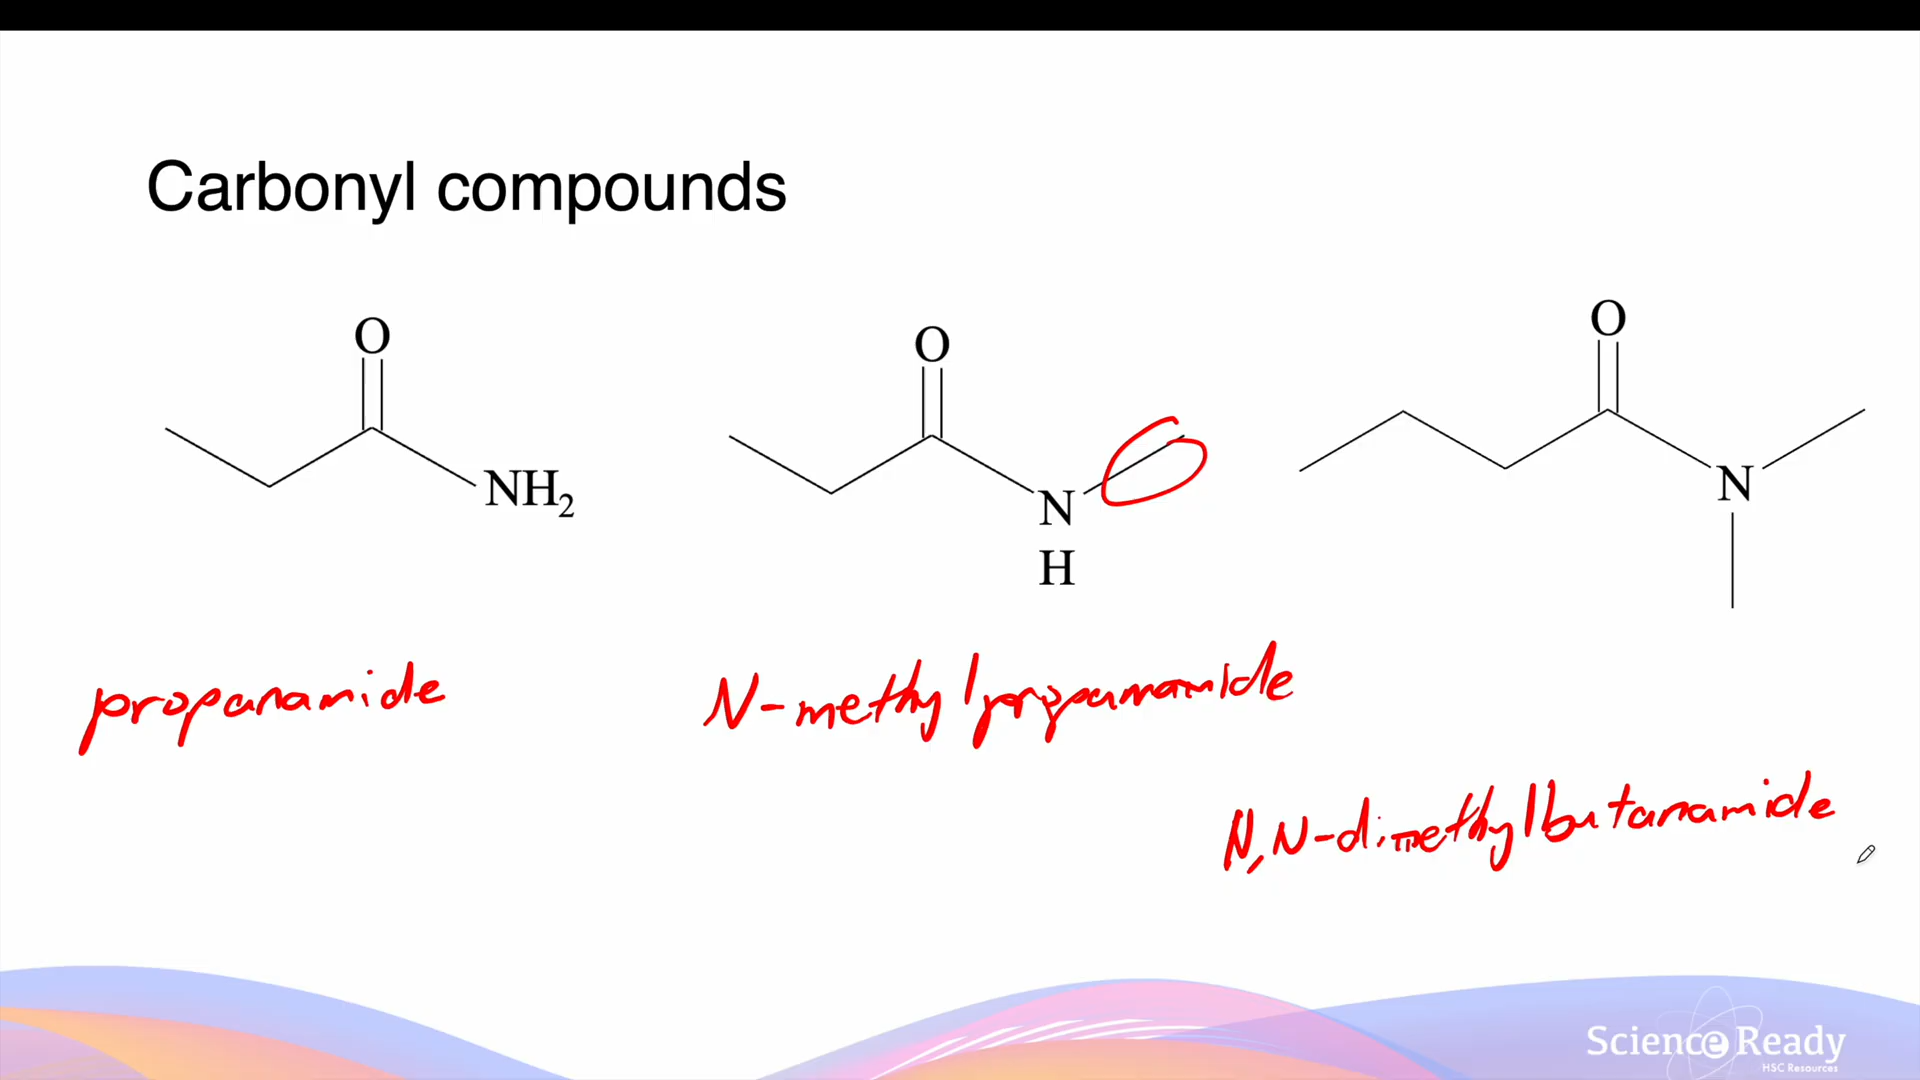 Carbonyl compounds
O
O
O
NH₂
N
H
N
propanamide
N-methylpropanamide
N,N-dimethylbutanamide
Science Ready
HSC Resources